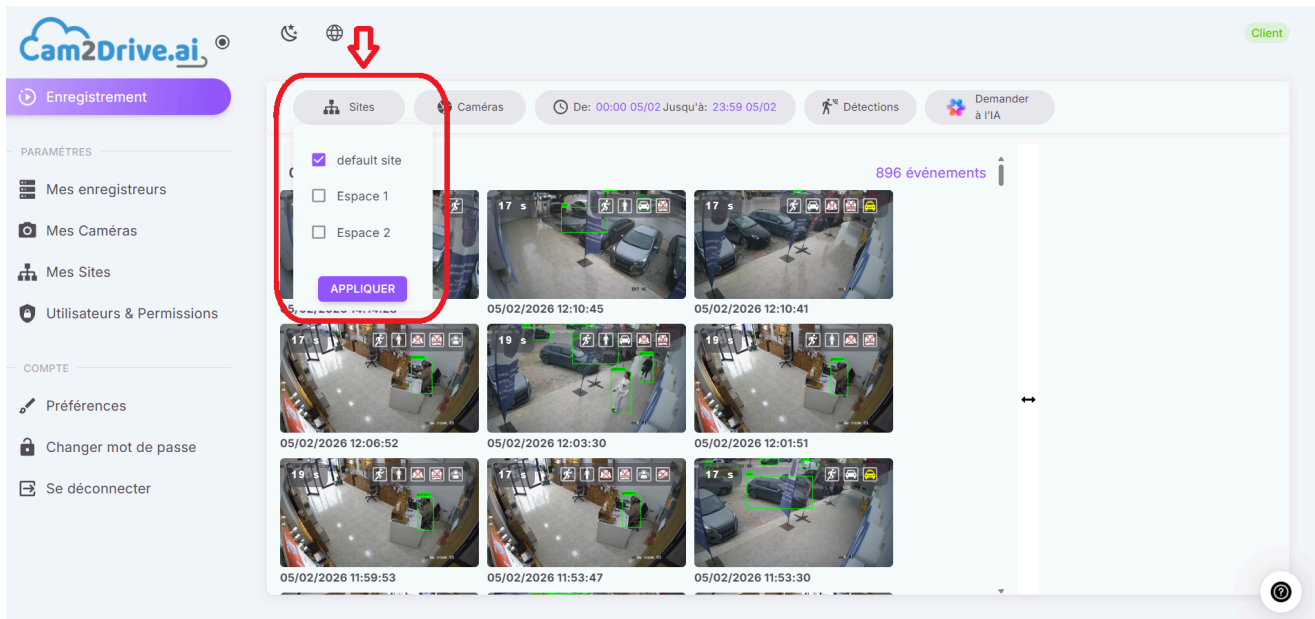 Cam2Drive.ai
Client
Enregistrement
Sites
Caméras
De: 00:00 05/02 Jusqu'à: 23:59 05/02
Détections
Demander
à l'IA
PARAMÈTRES
Mes enregistreurs
Mes Caméras
Mes Sites
Utilisateurs & Permissions
COMPTE
Préférences
Changer mot de passe
Se déconnecter
default site
Espace 1
Espace 2
APPLIQUER
896 événements
17 s
17 s
05/02/2026 12:10:45
05/02/2026 12:10:41
17 s
19 s
19 s
05/02/2026 12:06:52
05/02/2026 12:03:30
05/02/2026 12:01:51
19 s
17 s
17 s
05/02/2026 11:59:53
05/02/2026 11:53:47
05/02/2026 11:53:30